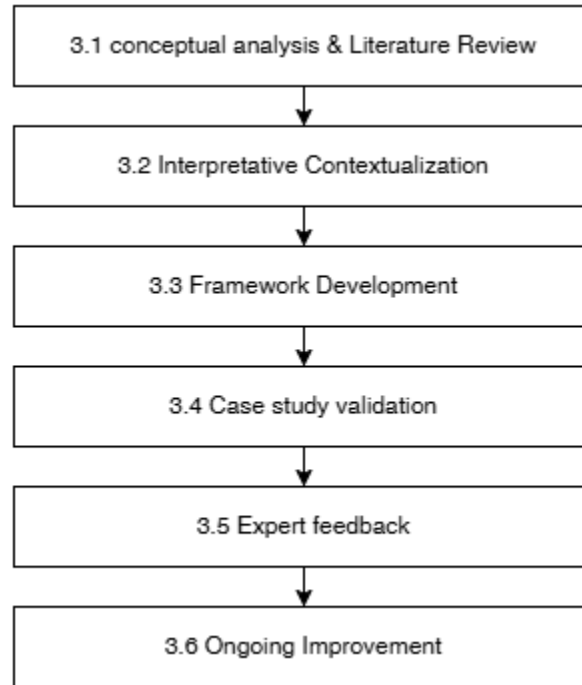 3.1 conceptual analysis & Literature Review
3.2 Interpretative Contextualization
3.3 Framework Development
3.4 Case study validation
3.5 Expert feedback
3.6 Ongoing Improvement